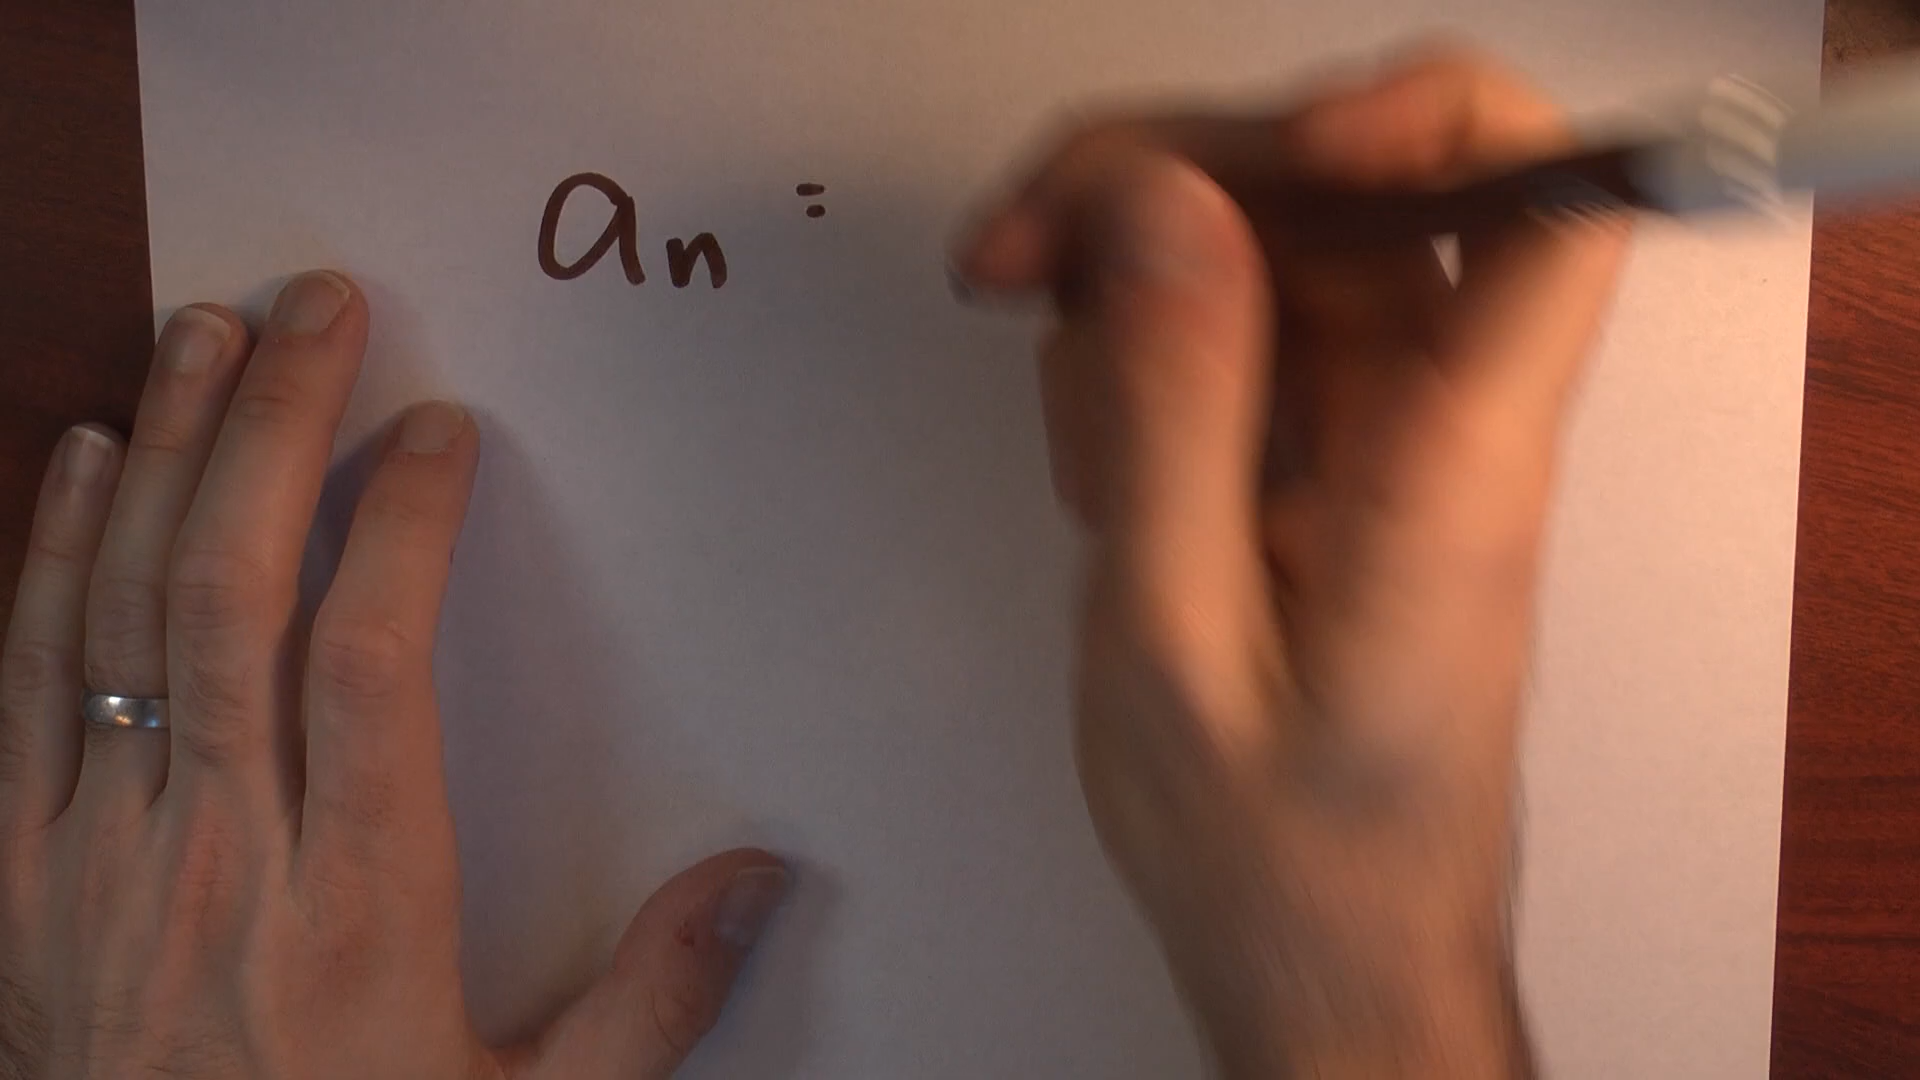 an =